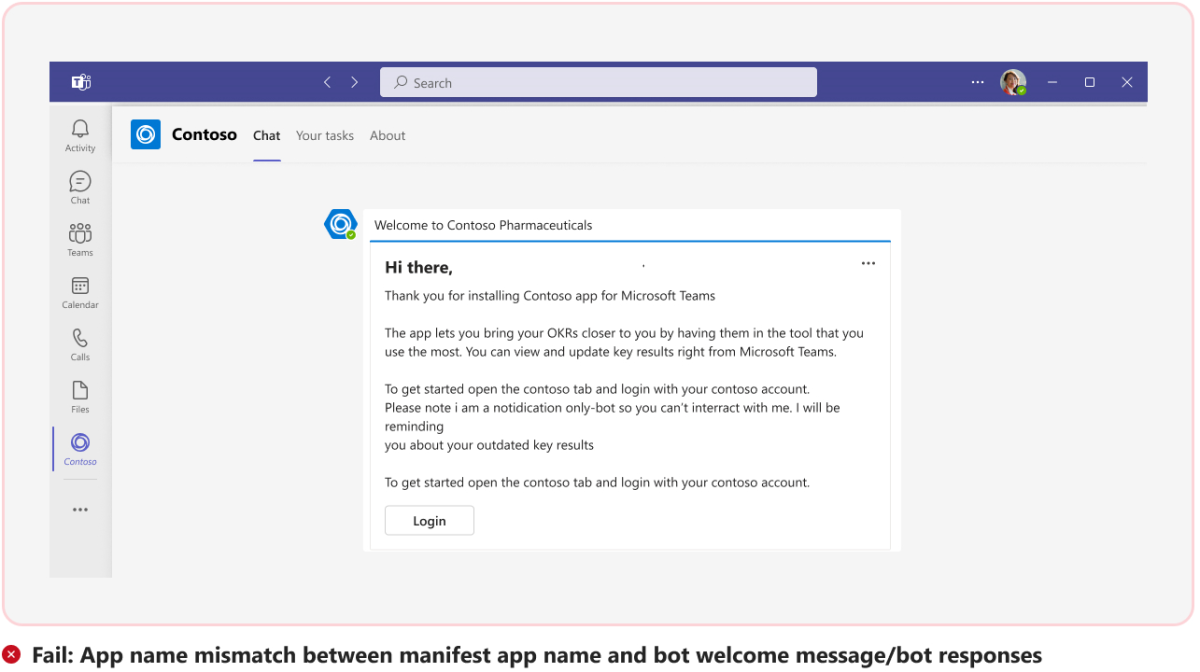 Search
Activity
Chat
Teams
Calendar
Calls
Files
Contoso
Contoso Chat Your tasks About
Welcome to Contoso Pharmaceuticals
Hi there,
Thank you for installing Contoso app for Microsoft Teams
The app lets you bring your OKRs closer to you by having them in the tool that you
use the most. You can view and update key results right from Microsoft Teams.
To get started open the contoso tab and login with your contoso account.
Please note i am a notidication only-bot so you can't interract with me. I will be
reminding
you about your outdated key results
To get started open the contoso tab and login with your contoso account.
Login
Fail: App name mismatch between manifest app name and bot welcome message/bot responses